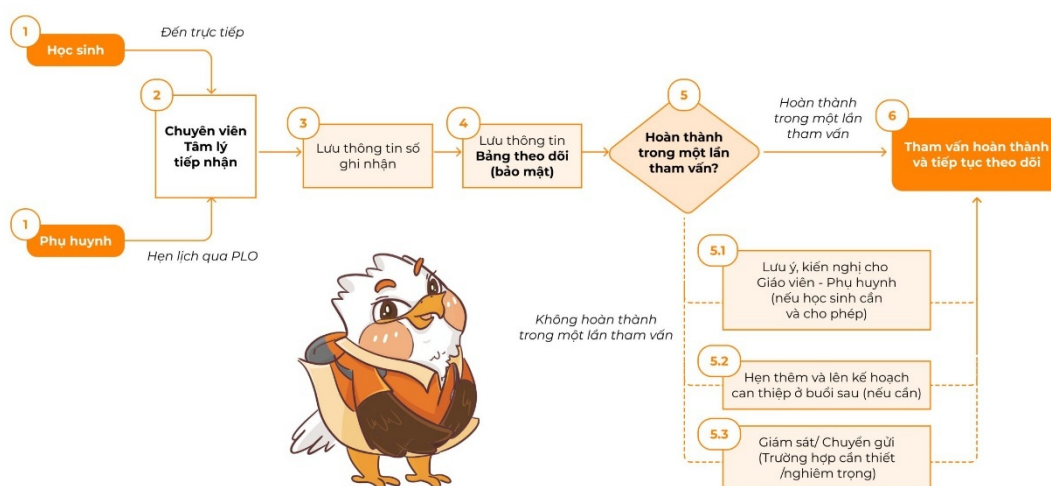 1
Học sinh
Đến trực tiếp
2
Chuyên viên
Tâm lý
tiếp nhận
1
Phụ huynh
Hẹn lịch qua PLO
3
Lưu thông tin sổ
ghi nhận
4
Lưu thông tin
Bảng theo dõi
(bảo mật)
5
Hoàn thành
trong một lần
tham vấn?
Hoàn thành
trong một lần
tham vấn
6
Tham vấn hoàn thành
và tiếp tục theo dõi
Không hoàn thành
trong một lần tham vấn
5.1
Lưu ý, kiến nghị cho
Giáo viên - Phụ huynh
(nếu học sinh cần
và cho phép)
5.2
Hẹn thêm và lên kế hoạch
can thiệp ở buổi sau (nếu cần)
5.3
Giám sát/ Chuyển gửi
(Trường hợp cần thiết
/nghiêm trọng)